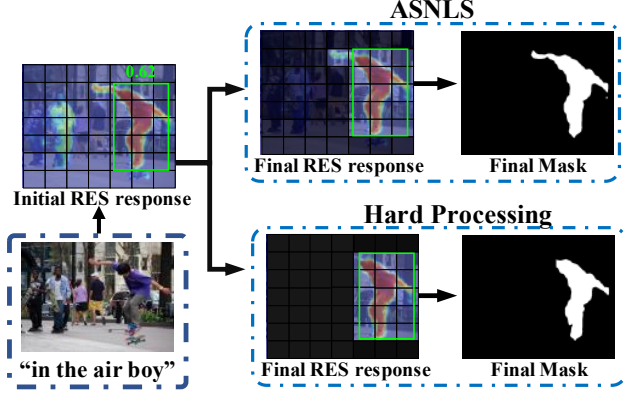 ASNLS
0.62
Initial RES response
Final RES response
Final Mask
Hard Processing
“in the air boy”
Final RES response
Final Mask